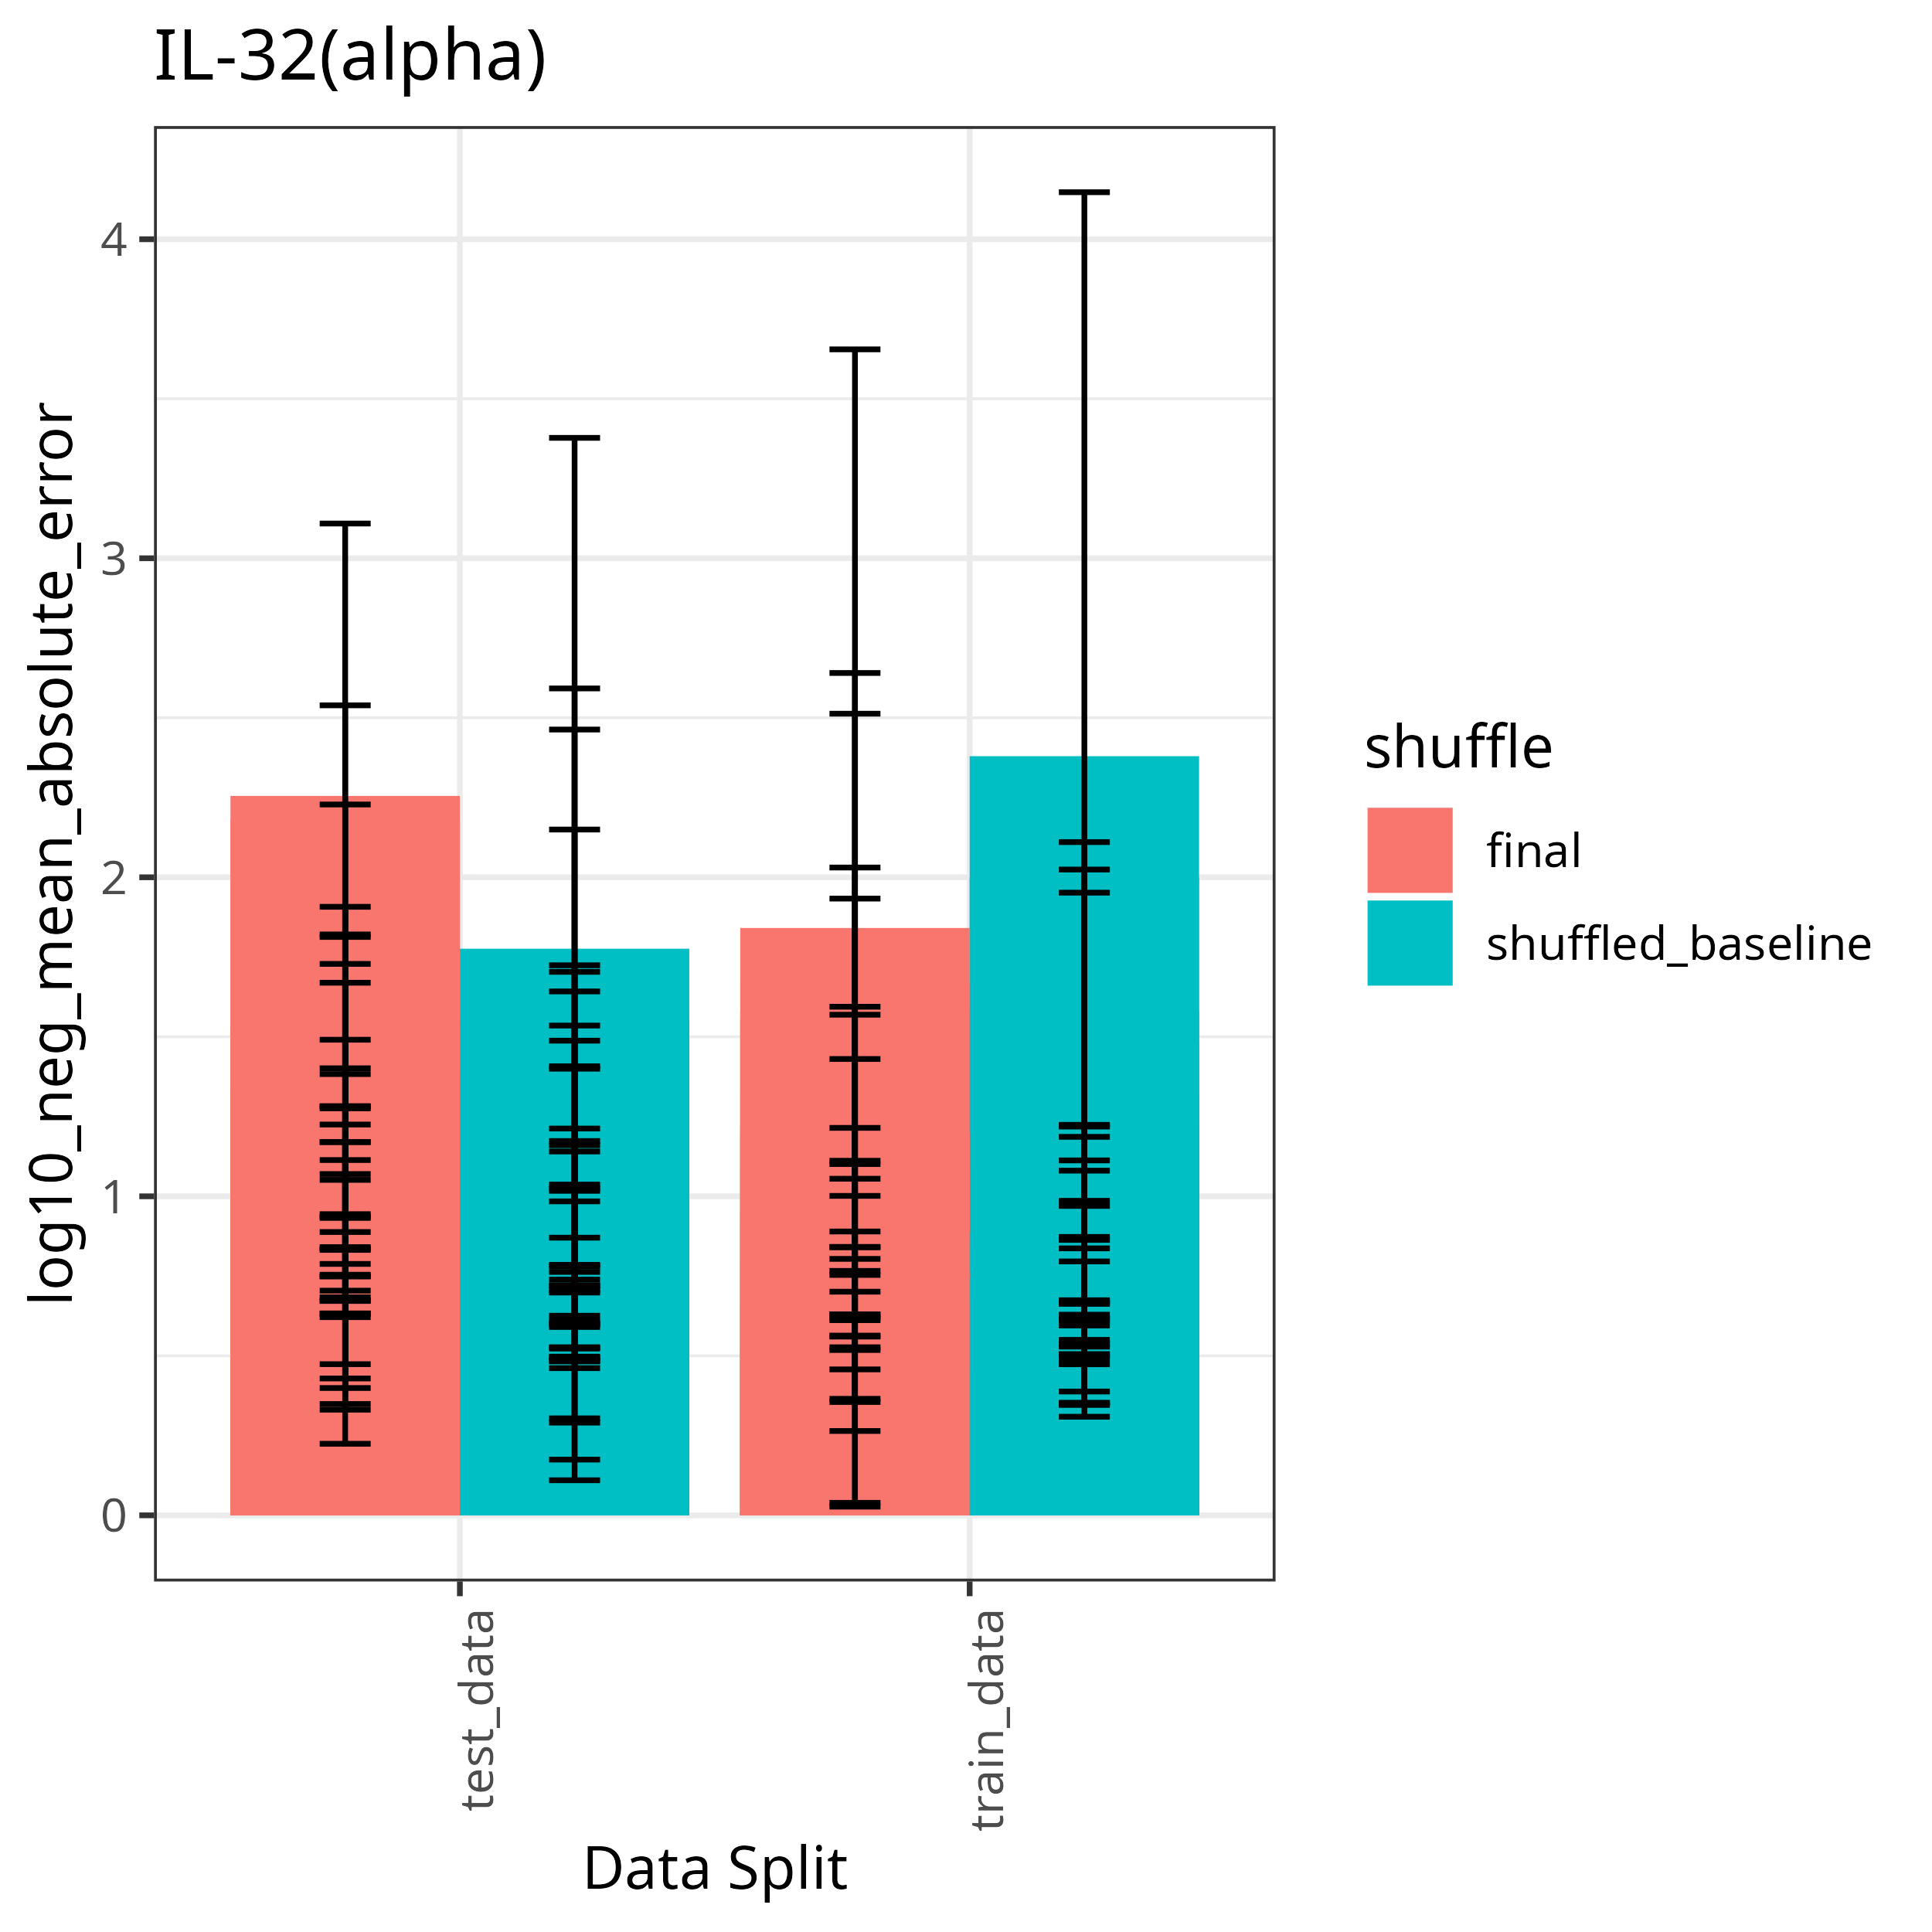 IL-32(alpha)
log10_neg_mean_absolute_error
4
3
2
1
0
test_data
train_data
Data Split
shuffle
final
shuffled_baseline